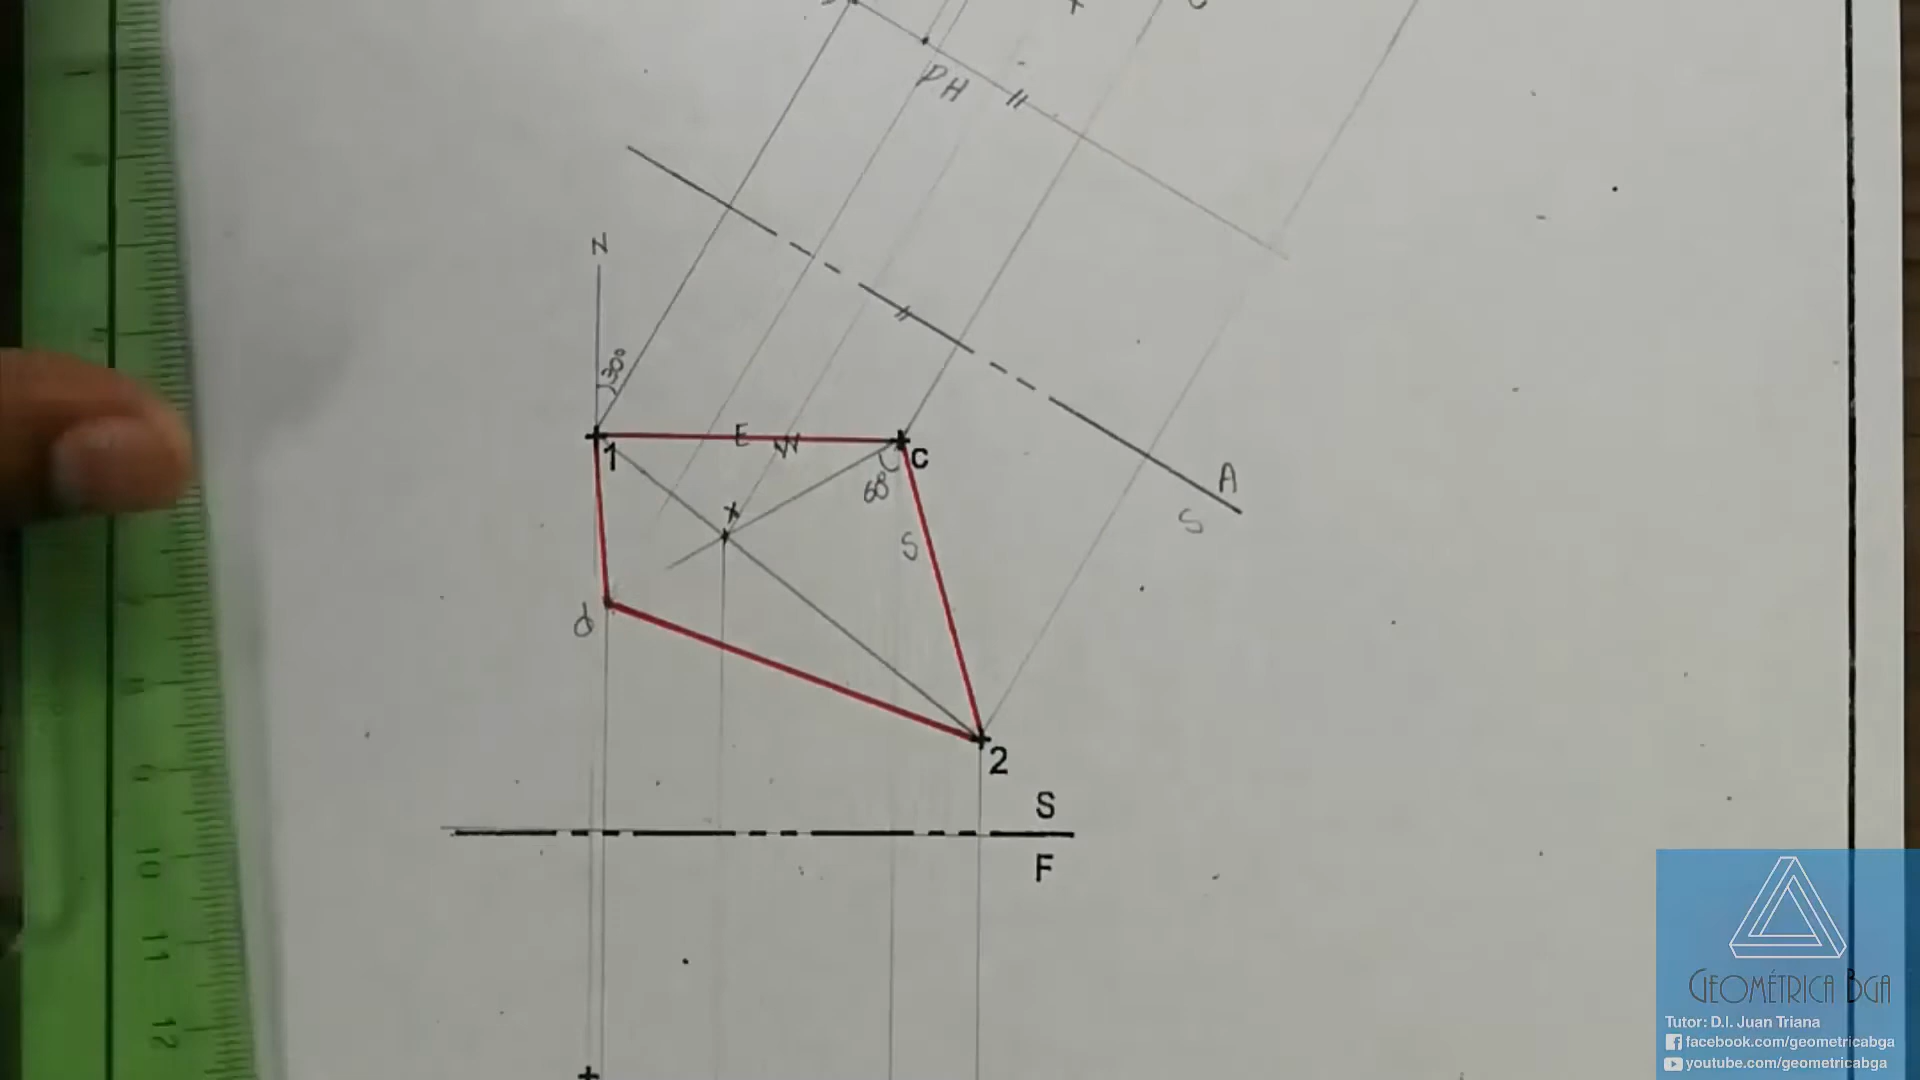 PH
N
30°
1
E
W
C
60
x
S
A
S
d
2
S
F
10
11
12
GEOMÉTRICA BGA
Tutor: D.I. Juan Triana
facebook.com/geometricabga
youtube.com/geometricabga